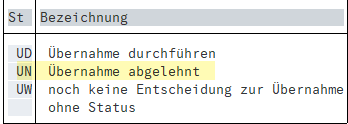 St Bezeichnung
UD Übernahme durchführen
UN Übernahme abgelehnt
UW noch keine Entscheidung zur Übernahme
ohne Status